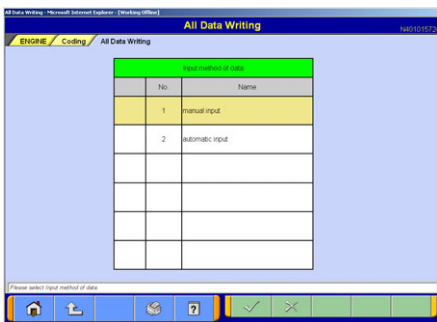 All Data Writing - Microsoft Internet Explorer - [Working Offline]
All Data Writing
N40101572
ENGINE Coding All Data Writing
Input method of data
No. Name
1 manual input
2 automatic input
Please select Input method of data
?